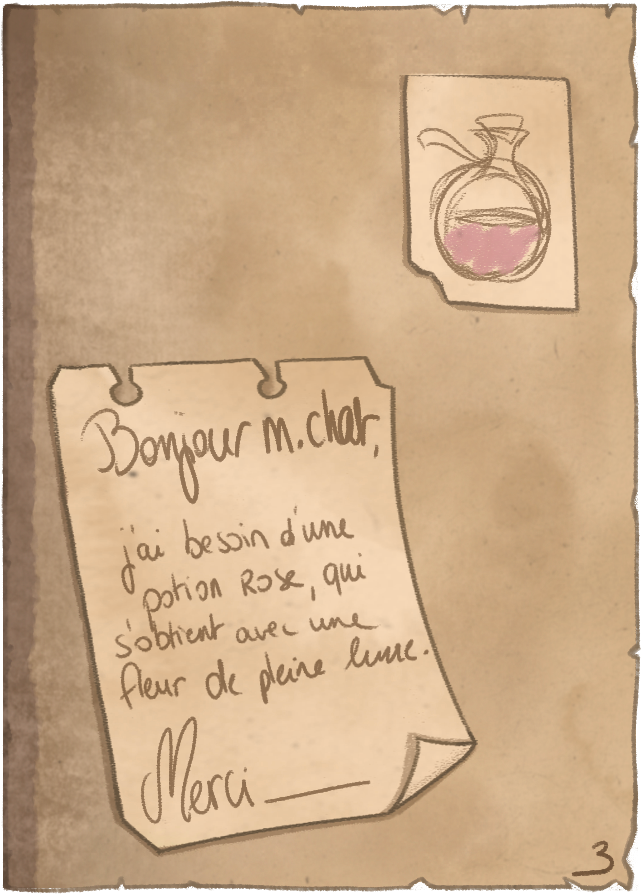 Bonjour m. chat,
j'ai besoin d'une
potion Rose, qui
s'obtient avec une
fleur de pleine lune.
Merci
3